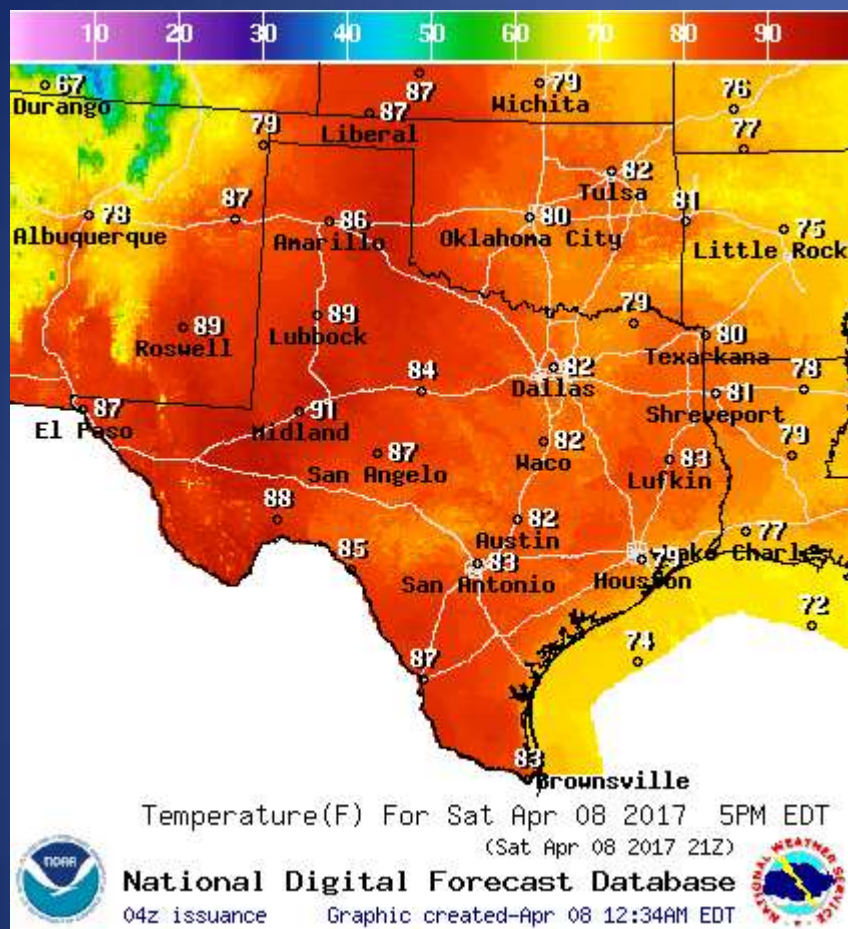 10 20 30 40 50 60 70 80 90
67 87 79 76
Durango Liberal 87 Wichita
79 77
82
Tulsa
87 86 80 81 75
Albuquerque Amarillo Oklahoma City Little Rock
89 89 79 80
Roswell Lubbock Texarkana
84 82 78
Dallas 81
87 91 Shreveport
El Paso Midland
87 82 83 79
San Angelo Waco Lufkin
88 82 77
Austin Lake Charles
85 83 79
San Antonio Houston
72
74
87
83
Brownsville
Temperature(F) For Sat Apr 08 2017 5PM EDT
(Sat Apr 08 2017 21Z)
National Digital Forecast Database
04z issuance Graphic created-Apr 08 12:34AM EDT
NOAA
NATIONAL WEATHER SERVICE